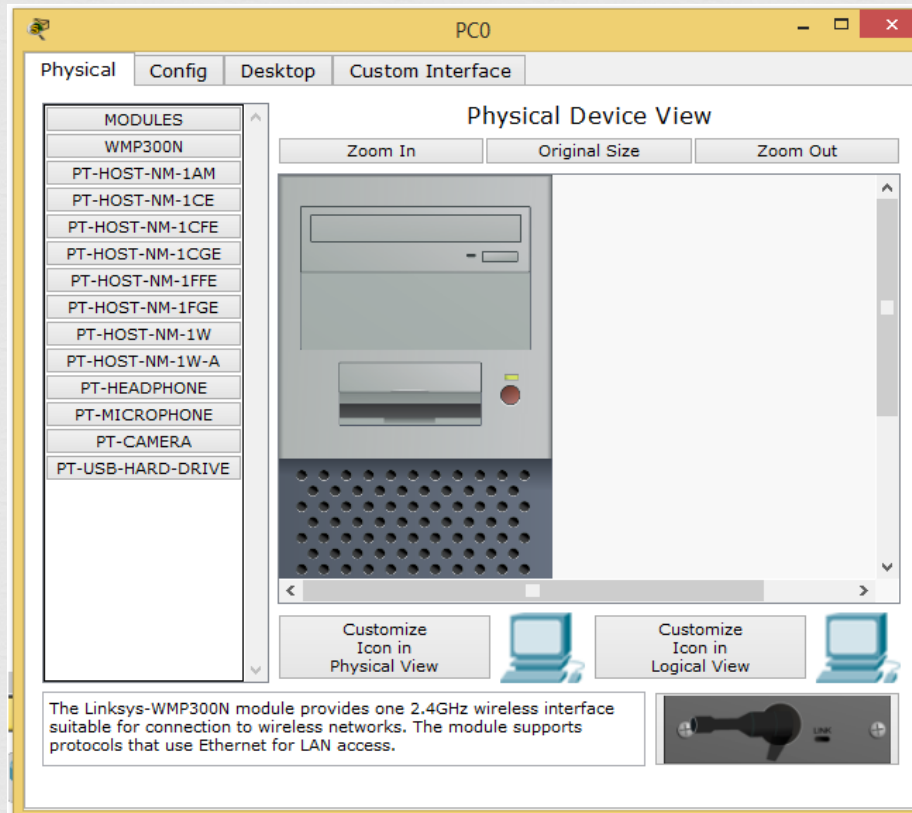 PC0
Physical
Config
Desktop
Custom Interface
MODULES
WMP300N
PT-HOST-NM-1AM
PT-HOST-NM-1CE
PT-HOST-NM-1CFE
PT-HOST-NM-1CGE
PT-HOST-NM-1FFE
PT-HOST-NM-1FGE
PT-HOST-NM-1W
PT-HOST-NM-1W-A
PT-HEADPHONE
PT-MICROPHONE
PT-CAMERA
PT-USB-HARD-DRIVE
Physical Device View
Zoom In
Original Size
Zoom Out
Customize
Icon in
Physical View
Customize
Icon in
Logical View
The Linksys-WMP300N module provides one 2.4GHz wireless interface
suitable for connection to wireless networks. The module supports
protocols that use Ethernet for LAN access.
LINK